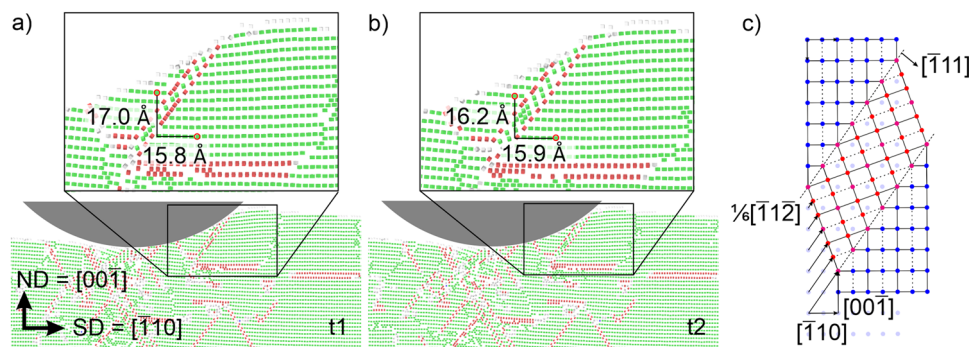 a)
17.0 Å
15.8 Å
ND = [001̅]
SD = [1̅10]
t1
b)
16.2 Å
15.9 Å
t2
c)
[1̅11]
⅙[1̅12̅]
[001̅]
[1̅10]